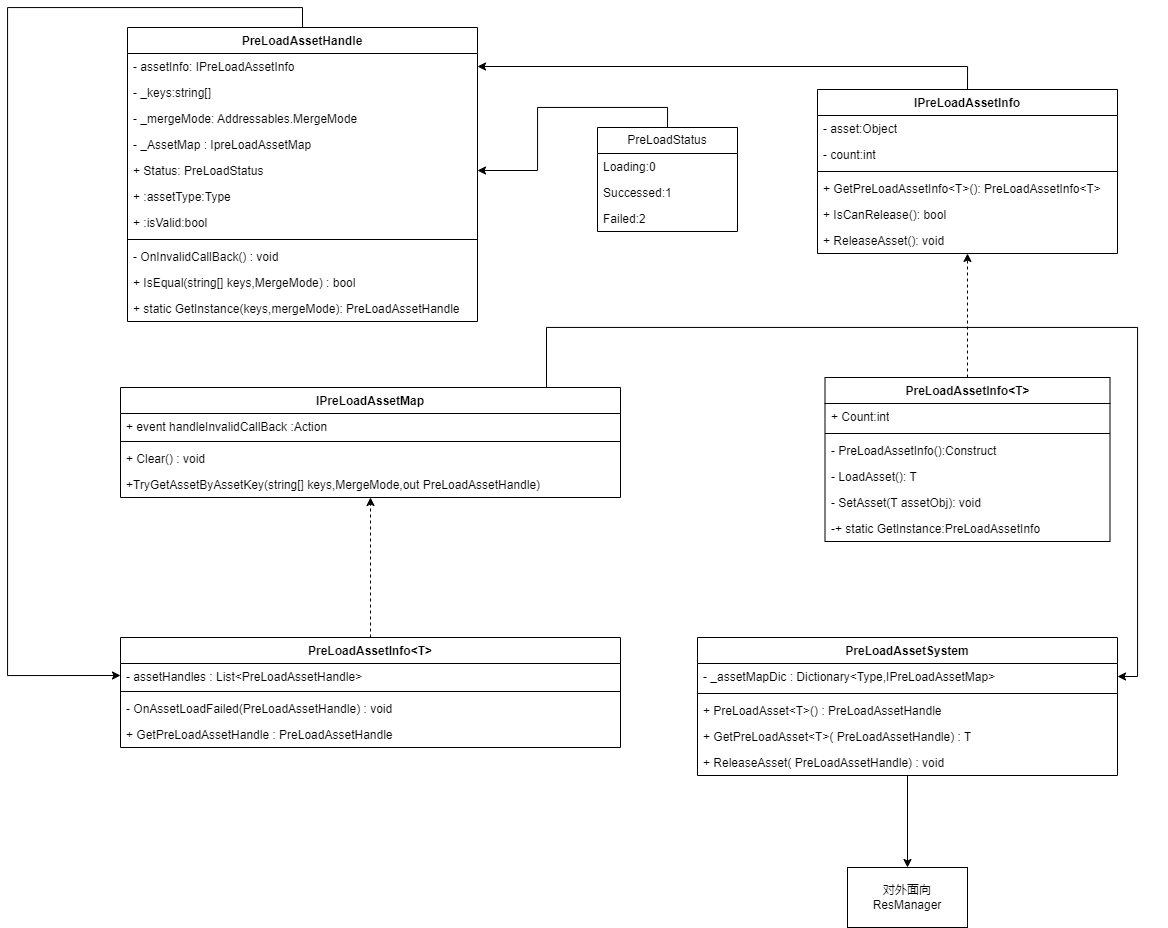 PreLoadAssetHandle
- assetInfo: IPreLoadAssetInfo
- _keys:string[]
- _mergeMode: Addressables.MergeMode
- _AssetMap : IpreLoadAssetMap
+ Status: PreLoadStatus
+ :assetType:Type
+ :isValid:bool
- OnInvalidCallBack() : void
+ IsEqual(string[] keys,MergeMode) : bool
+ static GetInstance(keys,mergeMode): PreLoadAssetHandle
PreLoadStatus
Loading:0
Successed:1
Failed:2
IPreLoadAssetInfo
- asset:Object
- count:int
+ GetPreLoadAssetInfo<T>(): PreLoadAssetInfo<T>
+ IsCanRelease(): bool
+ ReleaseAsset(): void
IPreLoadAssetMap
+ event handleInvalidCallBack :Action
+ Clear() : void
+TryGetAssetByAssetKey(string[] keys,MergeMode,out PreLoadAssetHandle)
PreLoadAssetInfo<T>
+ Count:int
- PreLoadAssetInfo():Construct
- LoadAsset(): T
- SetAsset(T assetObj): void
-+ static GetInstance:PreLoadAssetInfo
PreLoadAssetInfo<T>
- assetHandles : List<PreLoadAssetHandle>
- OnAssetLoadFailed(PreLoadAssetHandle) : void
+ GetPreLoadAssetHandle : PreLoadAssetHandle
PreLoadAssetSystem
- _assetMapDic : Dictionary<Type,IPreLoadAssetMap>
+ PreLoadAsset<T>() : PreLoadAssetHandle
+ GetPreLoadAsset<T>( PreLoadAssetHandle) : T
+ ReleaseAsset( PreLoadAssetHandle) : void
对外面向
ResManager